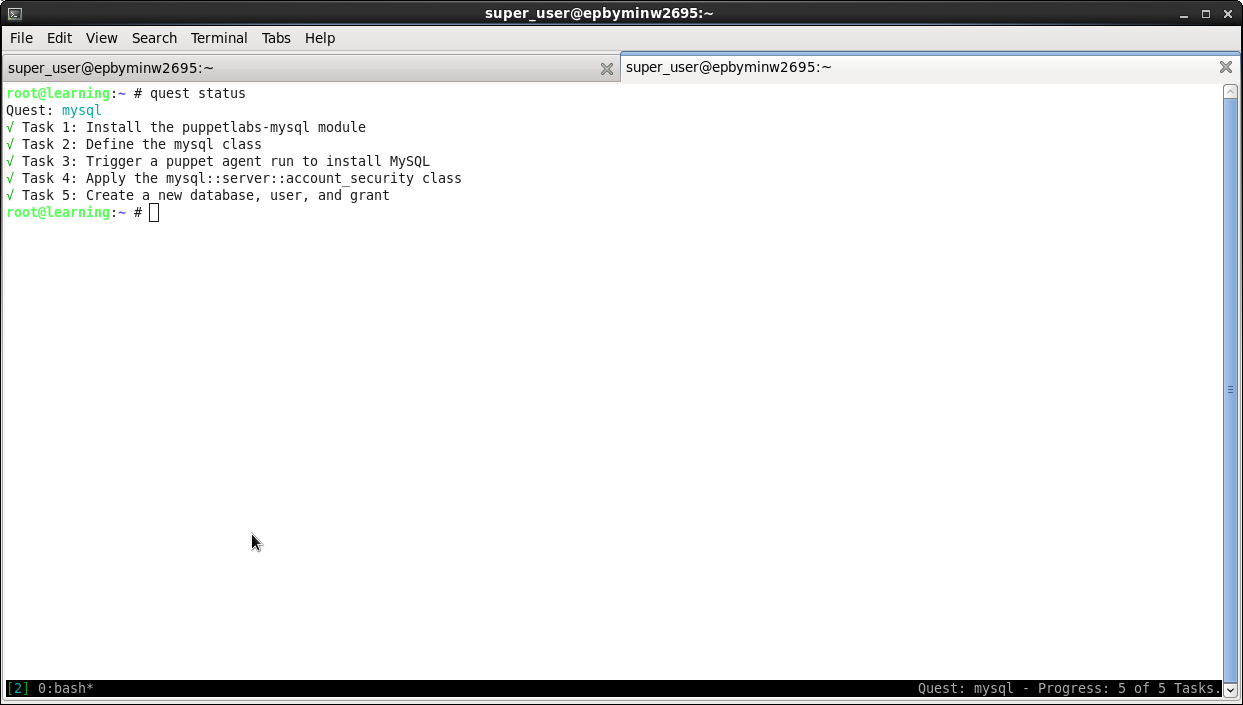 super_user@epbyminw2695:~
File Edit View Search Terminal Tabs Help
super_user@epbyminw2695:~ super_user@epbyminw2695:~
root@learning:~ # quest status
Quest: mysql
√ Task 1: Install the puppetlabs-mysql module
√ Task 2: Define the mysql class
√ Task 3: Trigger a puppet agent run to install MySQL
√ Task 4: Apply the mysql::server::account_security class
√ Task 5: Create a new database, user, and grant
root@learning:~ #
[2] 0:bash* Quest: mysql - Progress: 5 of 5 Tasks.